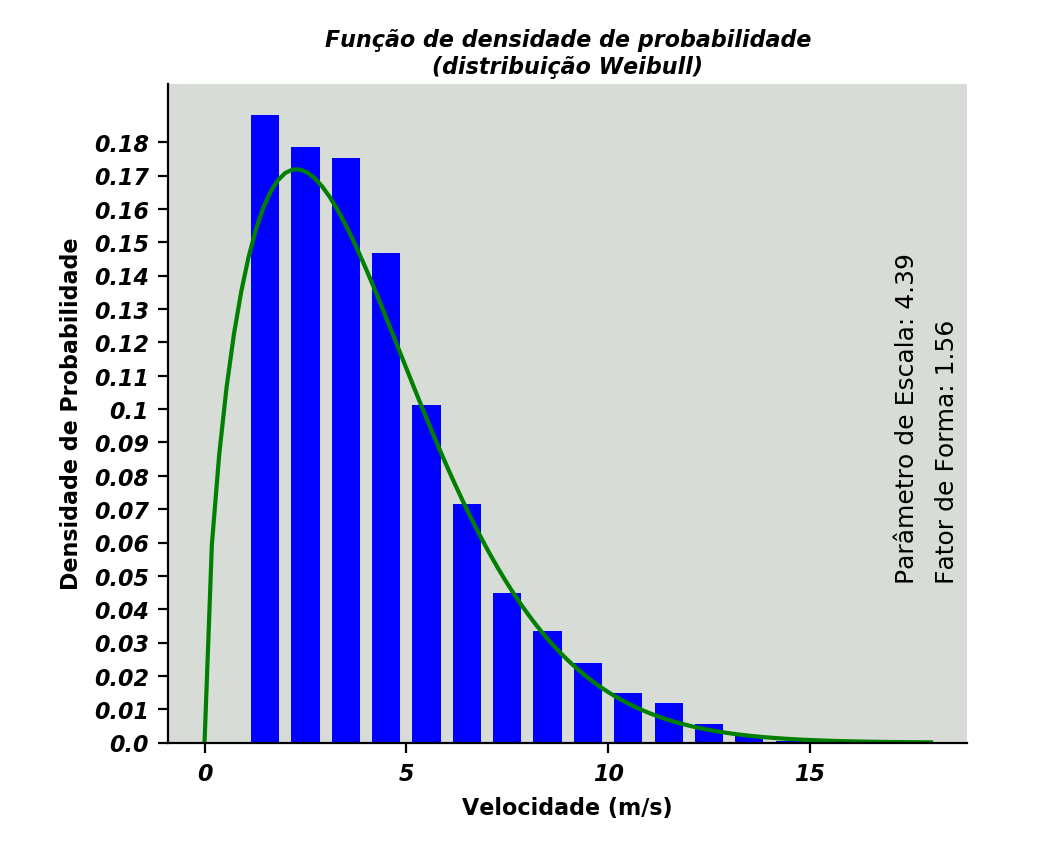 Função de densidade de probabilidade
(distribuição Weibull)
0.18
0.17
0.16
0.15
0.14
0.13
0.12
0.11
0.1
0.09
0.08
0.07
0.06
0.05
0.04
0.03
0.02
0.01
0.0
Densidade de Probabilidade
Parâmetro de Escala: 4.39
Fator de Forma: 1.56
0 5 10 15
Velocidade (m/s)